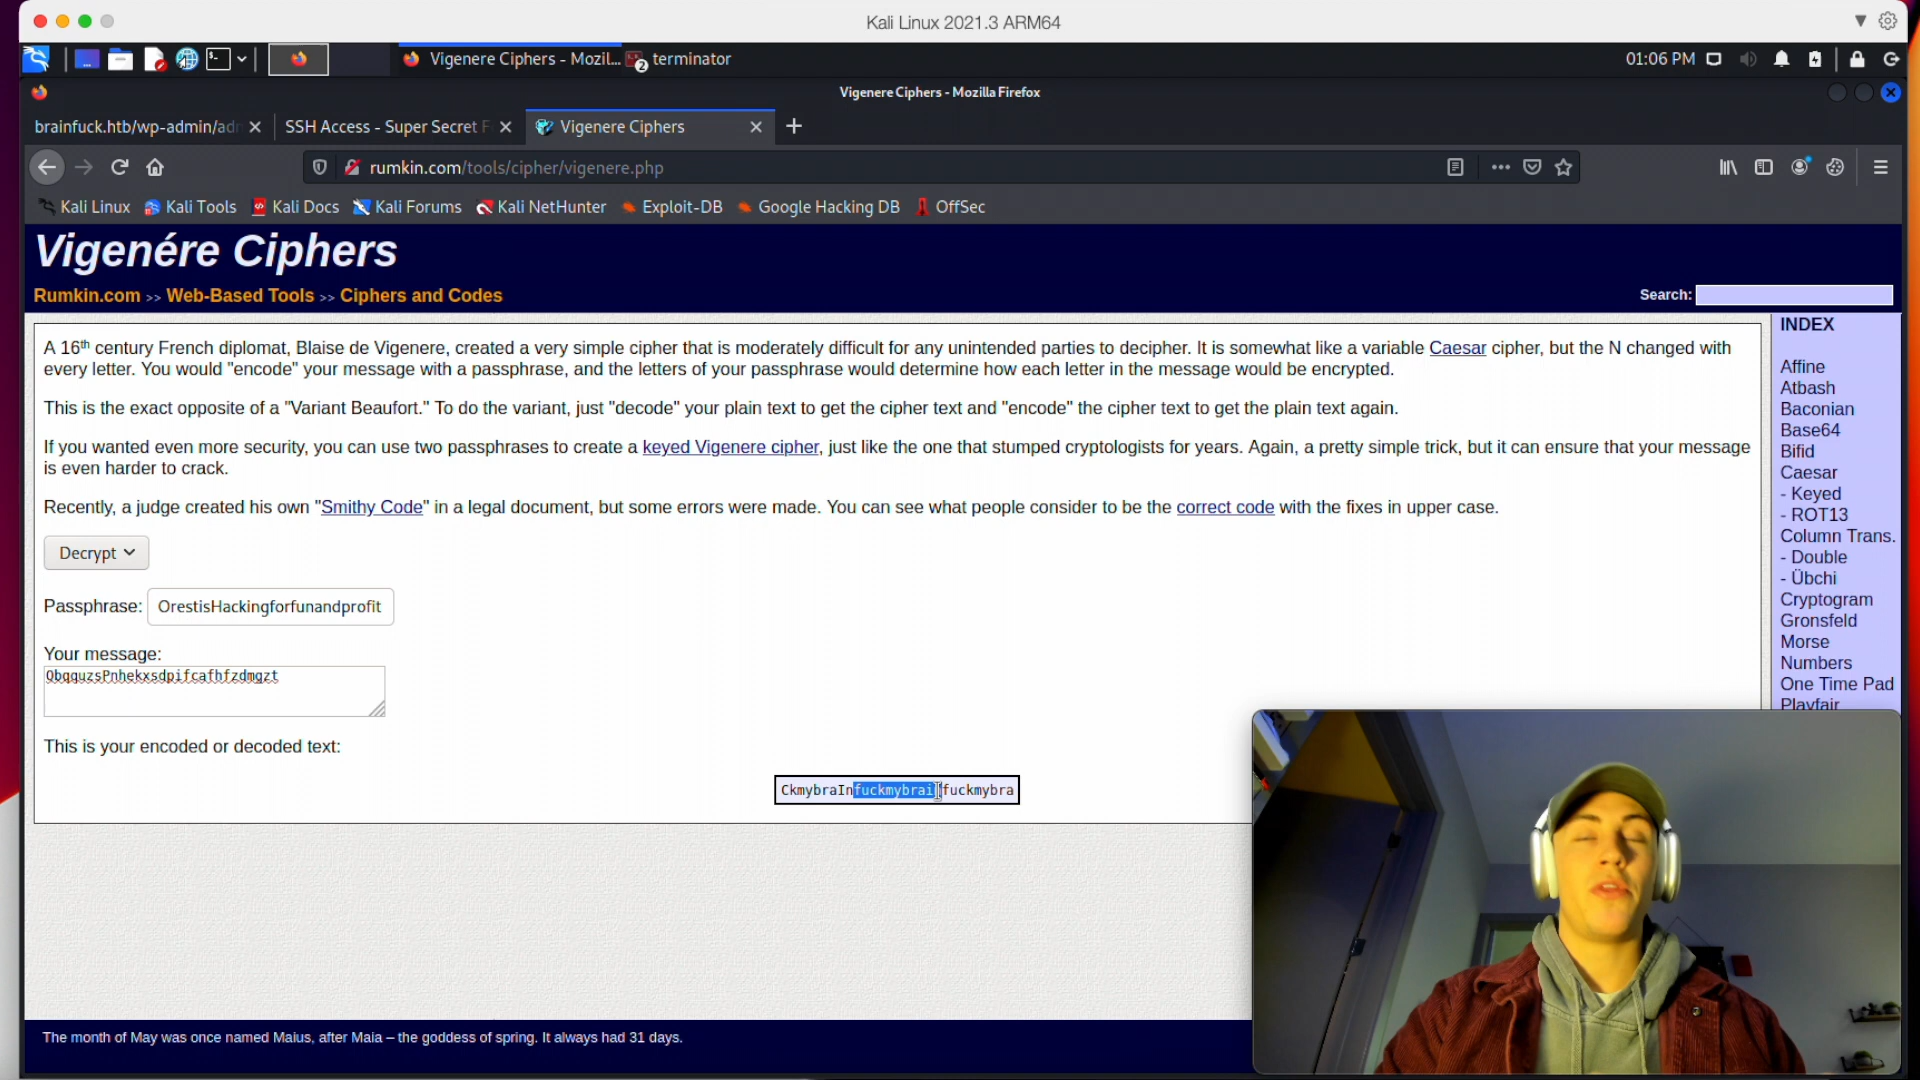 Kali Linux 2021.3 ARM64
Vigenere Ciphers - Mozil... 2 terminator 01:06 PM
Vigenere Ciphers - Mozilla Firefox
brainfuck.htb/wp-admin/adm SSH Access - Super Secret F Vigenere Ciphers
rumkin.com/tools/cipher/vigenere.php
Kali Linux Kali Tools Kali Docs Kali Forums Kali NetHunter Exploit-DB Google Hacking DB OffSec
Vigenére Ciphers
Rumkin.com >> Web-Based Tools >> Ciphers and Codes Search:
A 16th century French diplomat, Blaise de Vigenere, created a very simple cipher that is moderately difficult for any unintended parties to decipher. It is somewhat like a variable Caesar cipher, but the N changed with
every letter. You would "encode" your message with a passphrase, and the letters of your passphrase would determine how each letter in the message would be encrypted.
This is the exact opposite of a "Variant Beaufort." To do the variant, just "decode" your plain text to get the cipher text and "encode" the cipher text to get the plain text again.
If you wanted even more security, you can use two passphrases to create a keyed Vigenere cipher, just like the one that stumped cryptologists for years. Again, a pretty simple trick, but it can ensure that your message
is even harder to crack.
Recently, a judge created his own "Smithy Code" in a legal document, but some errors were made. You can see what people consider to be the correct code with the fixes in upper case.
Decrypt
Passphrase: OrestisHackingforfunandprofit
Your message:
QbqquzsPnhekxsdpifcafhfzdmgzt
This is your encoded or decoded text:
CkmybraInfuckmybrainfuckmybra
INDEX
Affine
Atbash
Baconian
Base64
Bifid
Caesar
- Keyed
- ROT13
Column Trans.
- Double
- Übchi
Cryptogram
Gronsfeld
Morse
Numbers
One Time Pad
Playfair
The month of May was once named Maius, after Maia – the goddess of spring. It always had 31 days.